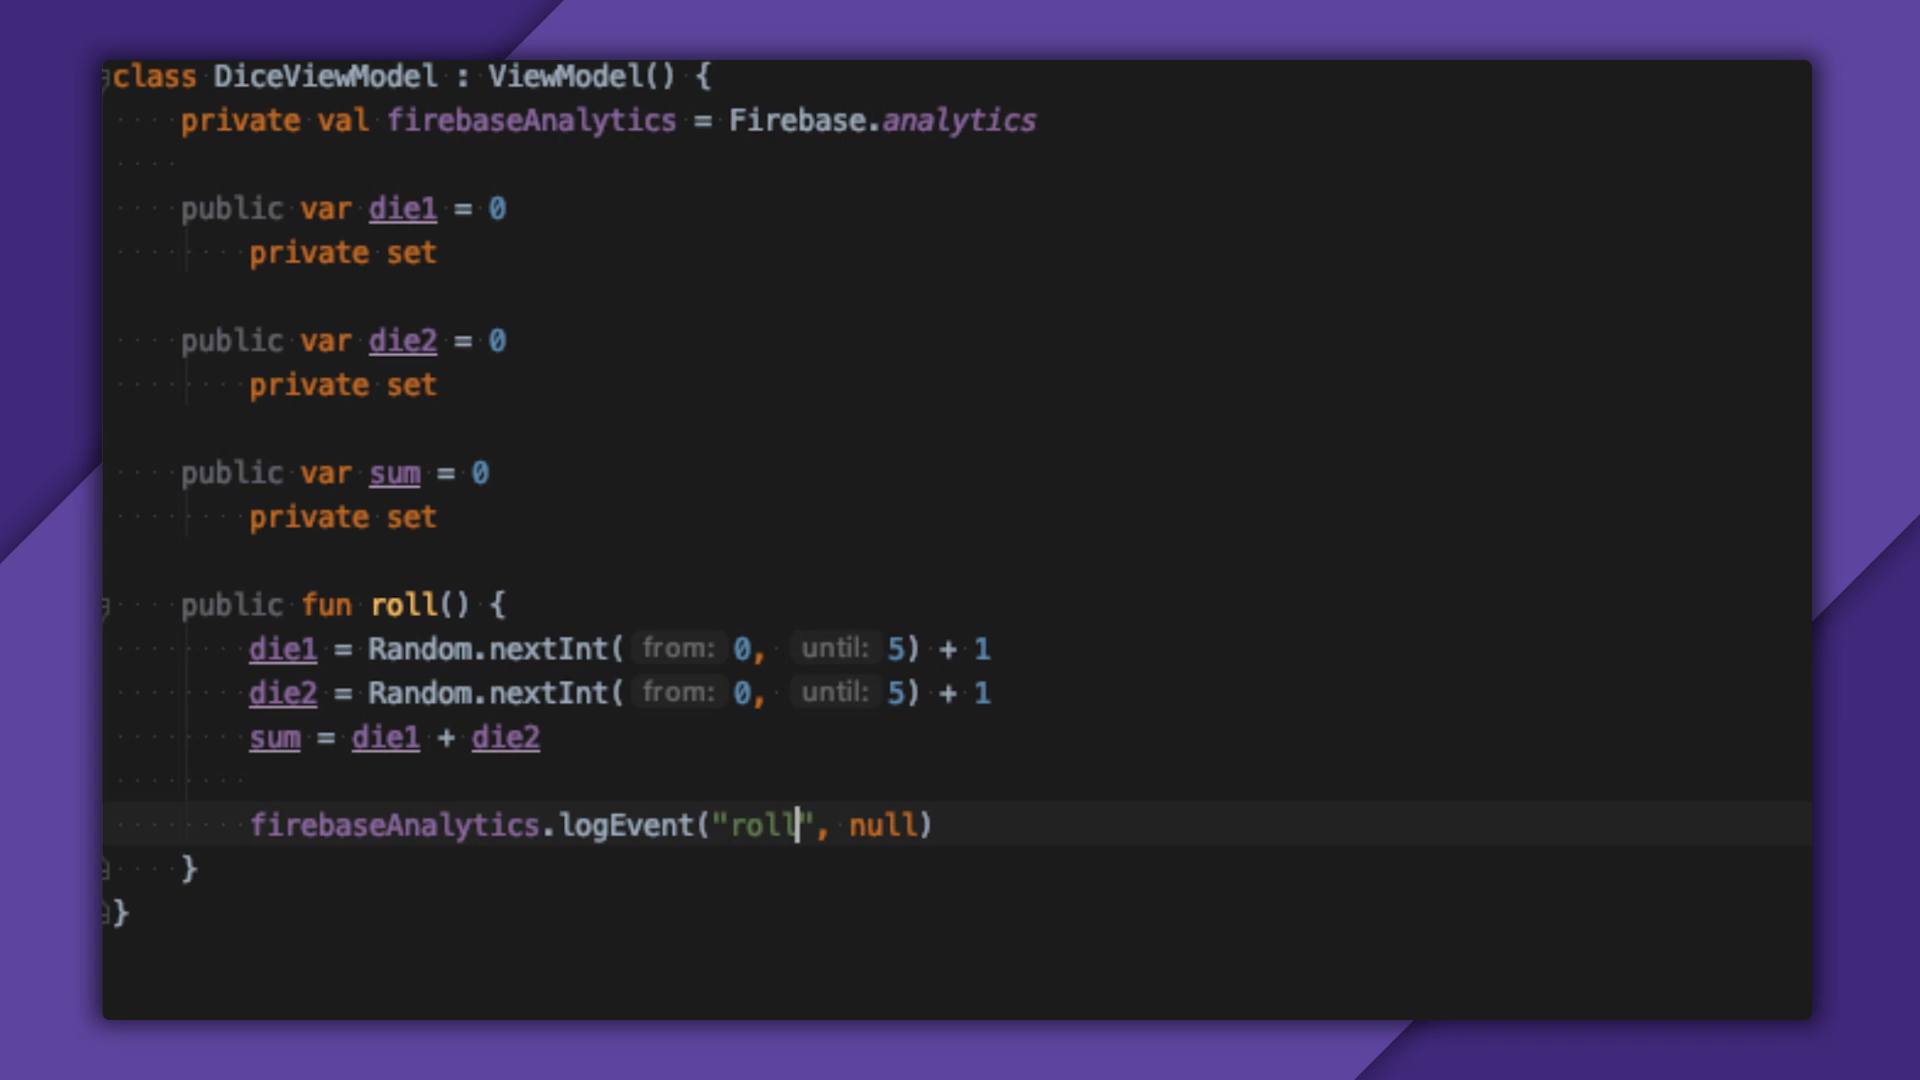 class DiceViewModel : ViewModel() {
private val firebaseAnalytics = Firebase.analytics
public var die1 = 0
private set
public var die2 = 0
private set
public var sum = 0
private set
public fun roll() {
die1 = Random.nextInt( from: 0, until: 5) + 1
die2 = Random.nextInt( from: 0, until: 5) + 1
sum = die1 + die2
firebaseAnalytics.logEvent("roll", null)
}
}